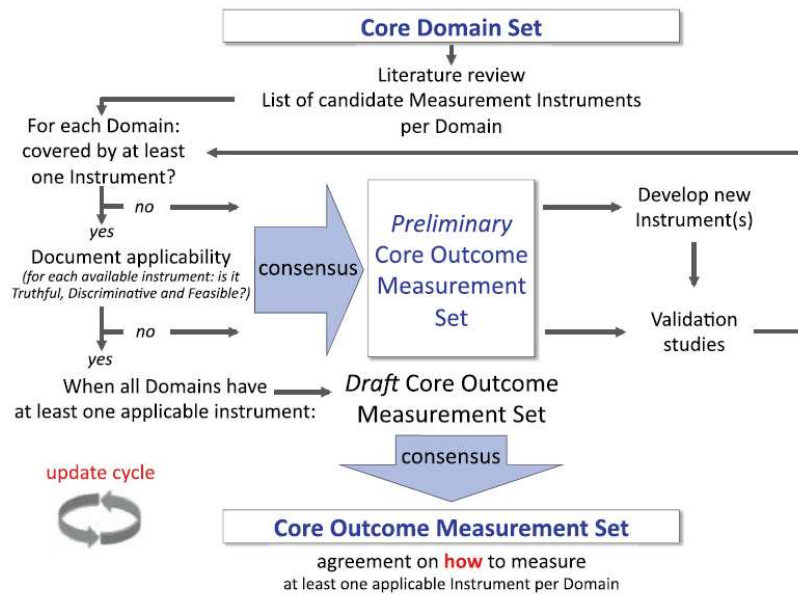 Core Domain Set
Literature review
List of candidate Measurement Instruments
per Domain
For each Domain:
covered by at least
one Instrument?
no
yes
Document applicability
(for each available instrument: is it
Truthful, Discriminative and Feasible?)
no
yes
When all Domains have
at least one applicable instrument:
consensus
Preliminary
Core Outcome
Measurement
Set
Develop new
Instrument(s)
Validation
studies
Draft Core Outcome
Measurement Set
consensus
update cycle
Core Outcome Measurement Set
agreement on how to measure
at least one applicable Instrument per Domain